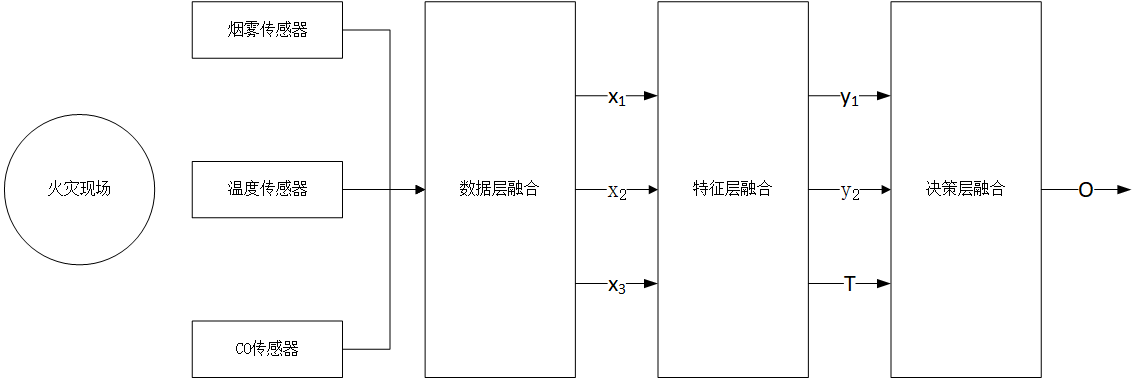 烟雾传感器
火灾现场
温度传感器
CO传感器
数据层融合
x₁
x₂
x₃
特征层融合
y₁
y₂
T
决策层融合
O